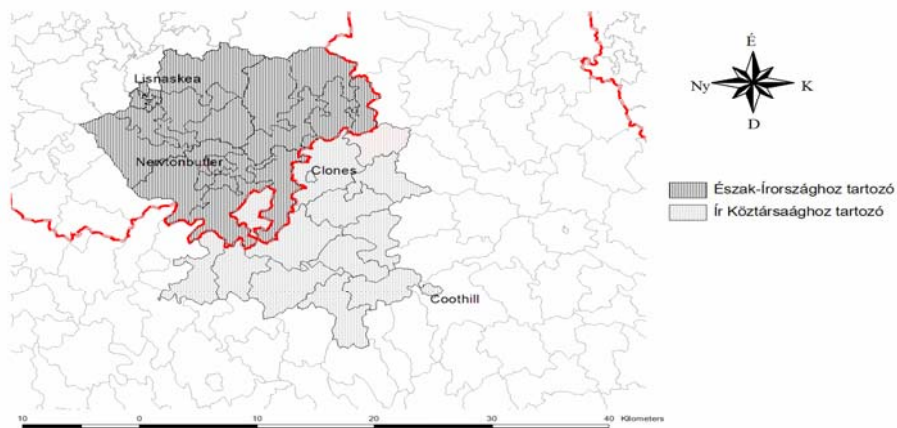 É
Ny K
D
Lisnaskea
Newtonbutler
Clones
Coothill
Észak-Írországhoz tartozó
Ír Köztársaághoz tartozó
10 0 10 20 30 40 Kilometers